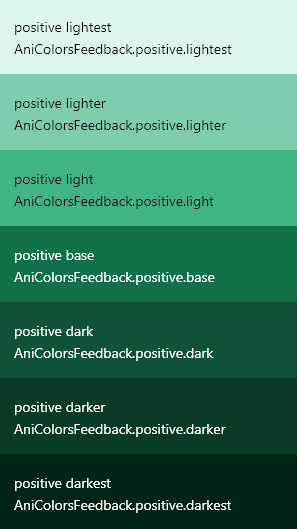 positive lightest
AniColorsFeedback.positive.lightest
positive lighter
AniColorsFeedback.positive.lighter
positive light
AniColorsFeedback.positive.light
positive base
AniColorsFeedback.positive.base
positive dark
AniColorsFeedback.positive.dark
positive darker
AniColorsFeedback.positive.darker
positive darkest
AniColorsFeedback.positive.darkest